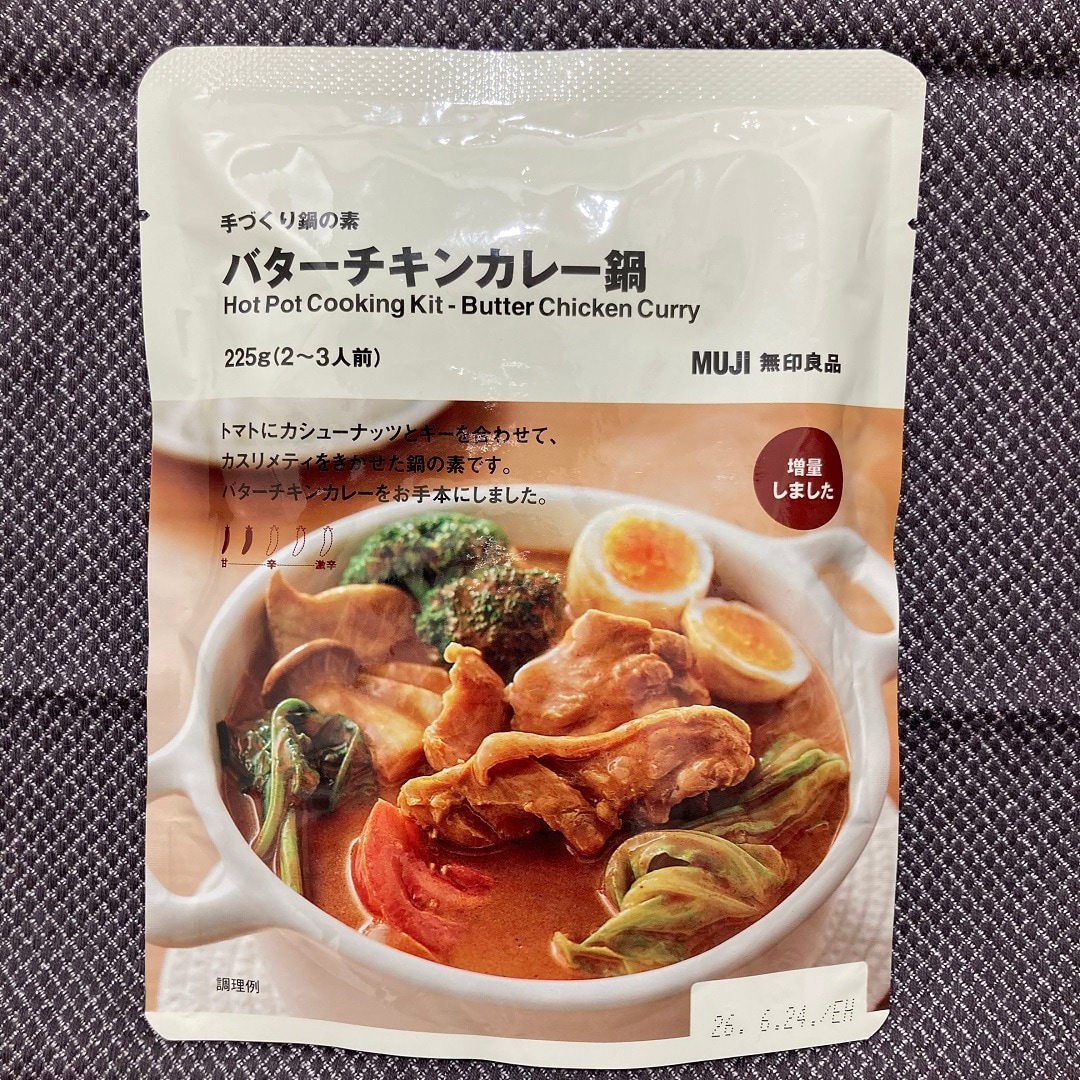 手づくり鍋の素
バターチキンカレー鍋
Hot Pot Cooking Kit - Butter Chicken Curry
225g(2〜3人前)
MUJI 無印良品
トマトにカシューナッツとギーを合わせて、
カスリメティをきかせた鍋の素です。
バターチキンカレーをお手本にしました。
増量
しました
甘 辛 激辛
調理例
26. 6.24./EH